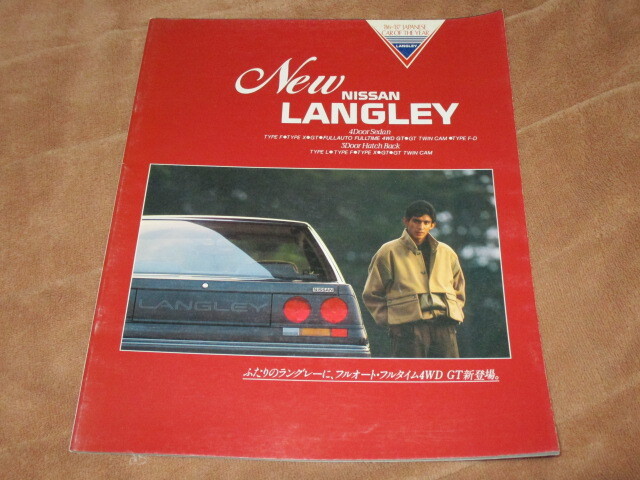 '86-'87 JAPANESE
CAR OF THE YEAR
LANGLEY
New
NISSAN
LANGLEY
4Door Sedan
TYPE F●TYPE X●GT●FULLAUTO FULLTIME 4WD GT●GT TWIN CAM ●TYPE F·D
3Door Hatch Back
TYPE L●TYPE F●TYPE X●GT●GT TWIN CAM
NISSAN
LANGLEY
ふたりのラングレーに、フルオート・フルタイム4WD GT新登場。